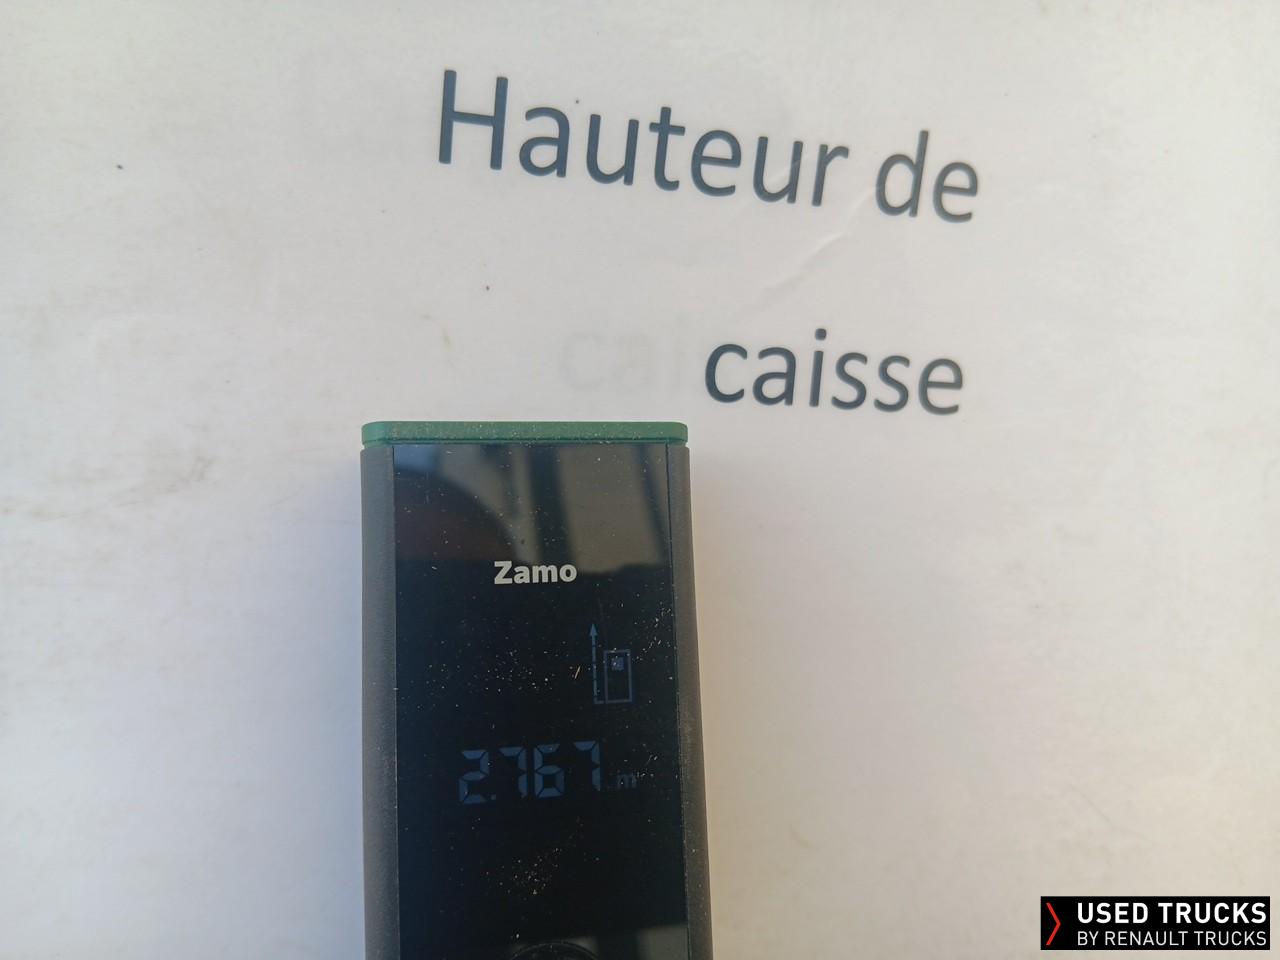 Hauteur de
caisse
Zamo
2.767 m
USED TRUCKS
BY RENAULT TRUCKS